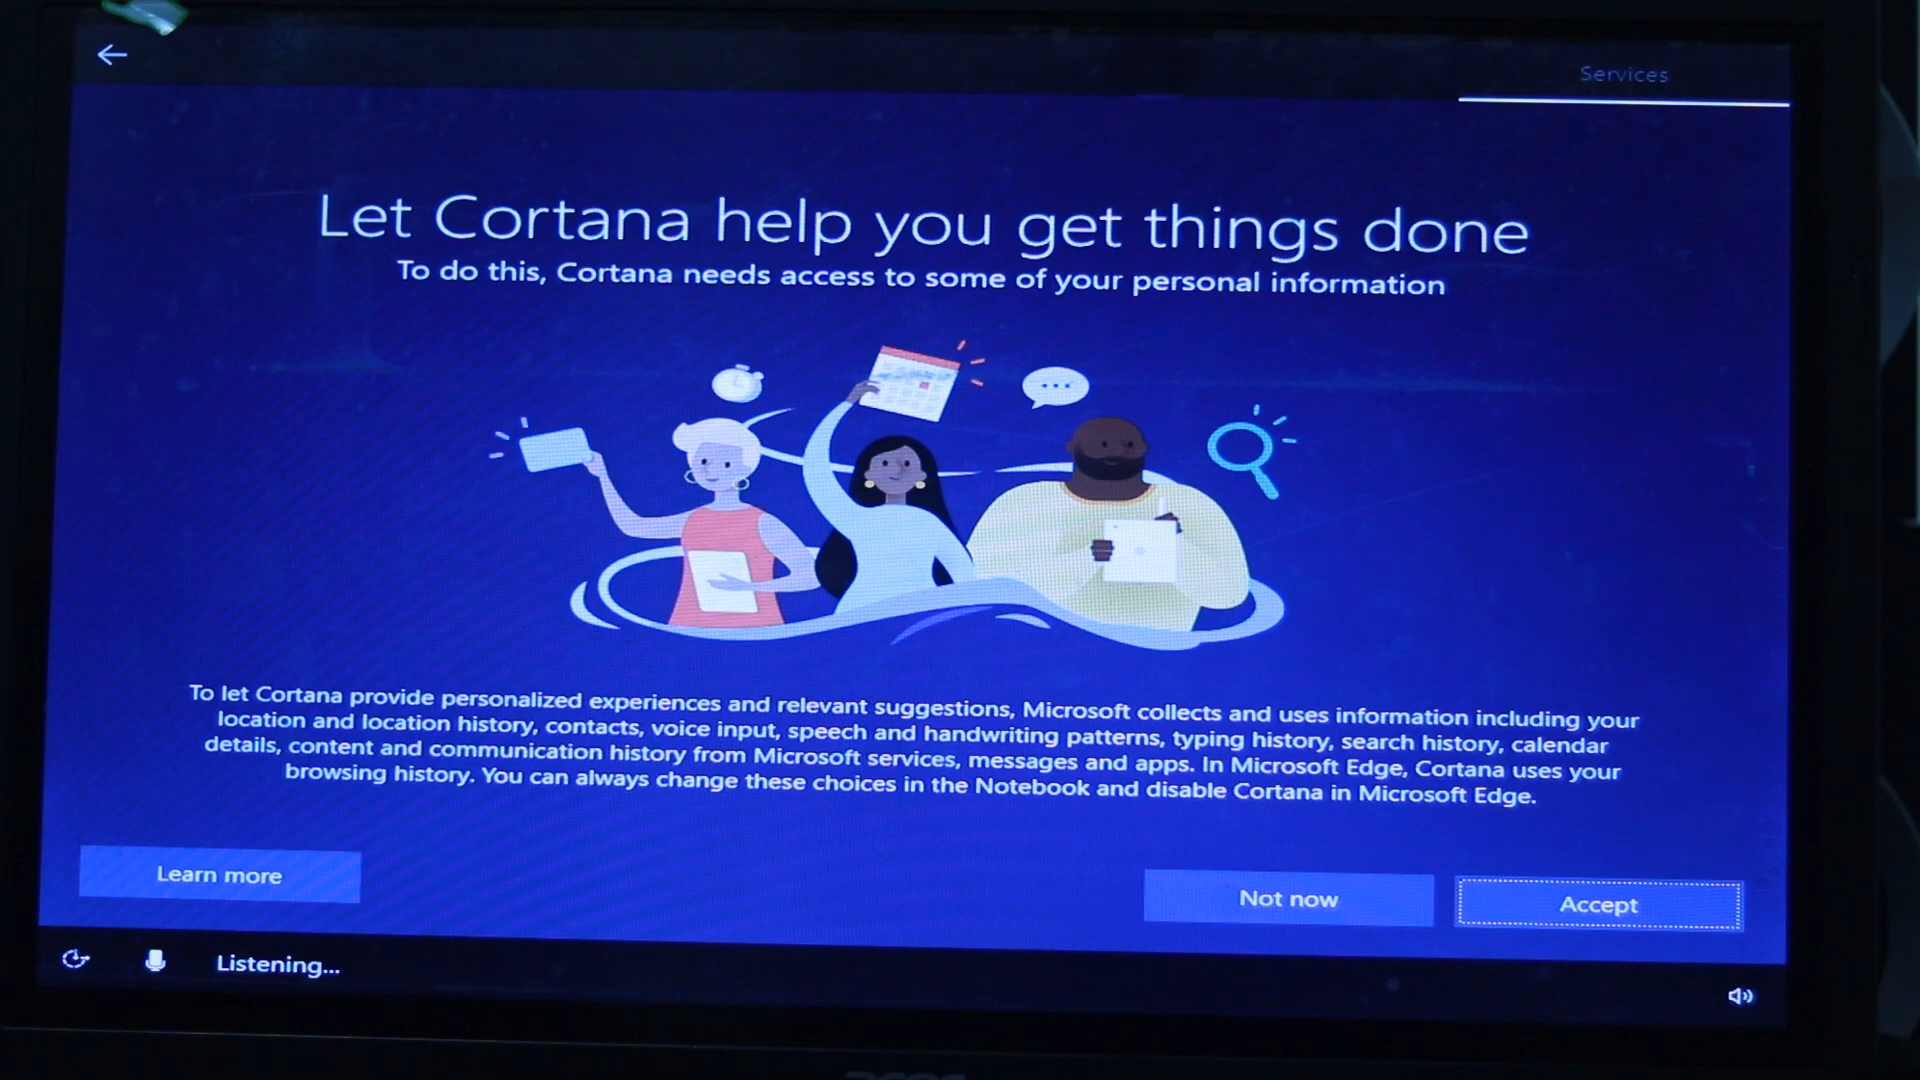 Services
Let Cortana help you get things done
To do this, Cortana needs access to some of your personal information
To let Cortana provide personalized experiences and relevant suggestions, Microsoft collects and uses information including your
location and location history, contacts, voice input, speech and handwriting patterns, typing history, search history, calendar
details, content and communication history from Microsoft services, messages and apps. In Microsoft Edge, Cortana uses your
browsing history. You can always change these choices in the Notebook and disable Cortana in Microsoft Edge.
Learn more
Not now
Accept
Listening...